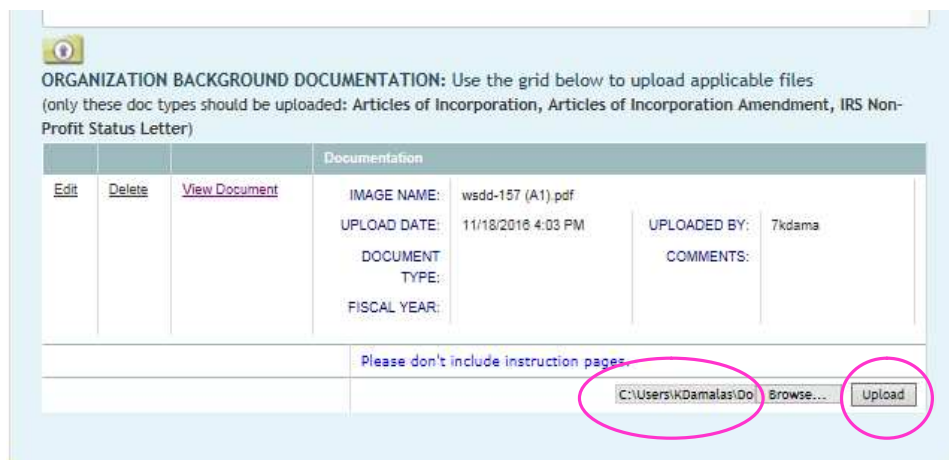 ORGANIZATION BACKGROUND DOCUMENTATION: Use the grid below to upload applicable files
(only these doc types should be uploaded: Articles of Incorporation, Articles of Incorporation Amendment, IRS Non-
Profit Status Letter)
Documentation
Edit Delete View Document IMAGE NAME: wsdd-157 (A1).pdf
UPLOAD DATE: 11/18/2016 4:03 PM UPLOADED BY: 7kdama
DOCUMENT COMMENTS:
TYPE:
FISCAL YEAR:
Please don't include instruction pages.
C:\Users\KDamalas\Do Browse... Upload